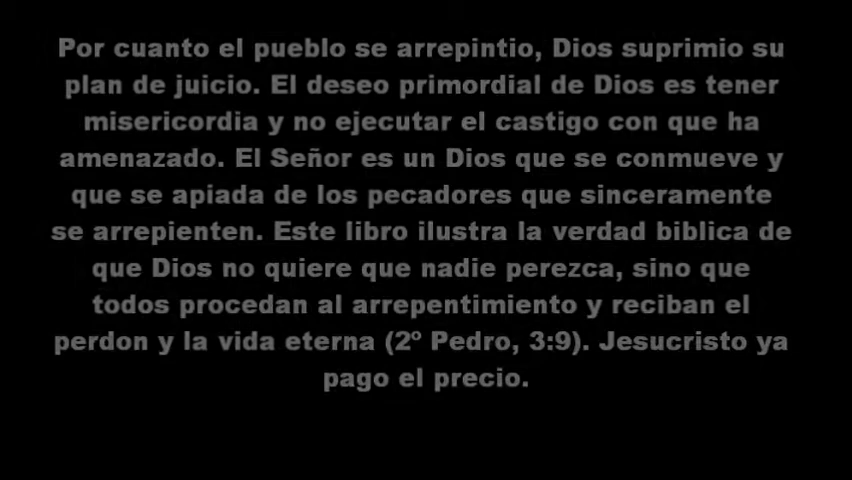 Por cuanto el pueblo se arrepintio, Dios suprimio su
plan de juicio. El deseo primordial de Dios es tener
misericordia y no ejecutar el castigo con que ha
amenazado. El Señor es un Dios que se conmueve y
que se apiada de los pecadores que sinceramente
se arrepienten. Este libro ilustra la verdad biblica de
que Dios no quiere que nadie perezca, sino que
todos procedan al arrepentimiento y reciban el
perdon y la vida eterna (2º Pedro, 3:9). Jesucristo ya
pago el precio.